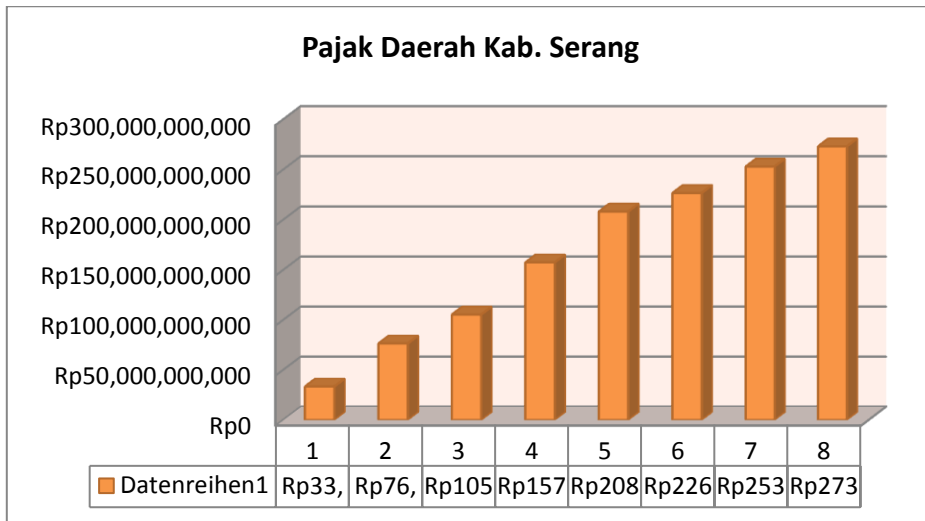 Pajak Daerah Kab. Serang
Rp300,000,000,000
Rp250,000,000,000
Rp200,000,000,000
Rp150,000,000,000
Rp100,000,000,000
Rp50,000,000,000
Rp0
1 2 3 4 5 6 7 8
Datenreihen1 Rp33, Rp76, Rp105 Rp157 Rp208 Rp226 Rp253 Rp273